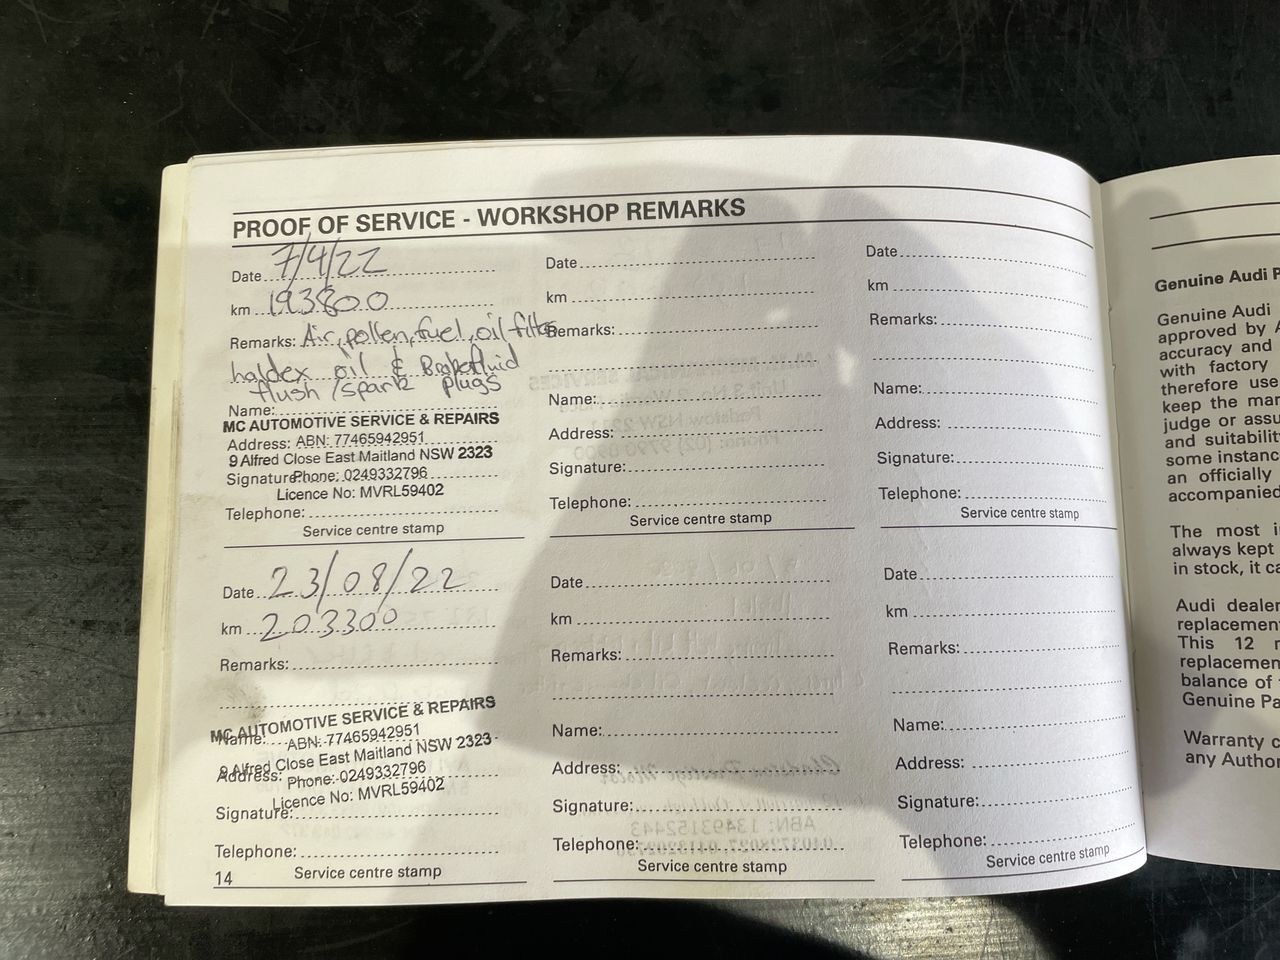 PROOF OF SERVICE - WORKSHOP REMARKS
Date 7/4/22
km 193800
Remarks: Air, pollen, fuel, oil filter
haldex oil & Brake fluid
flush / spark plugs
Name:
MC AUTOMOTIVE SERVICE & REPAIRS
Address: ABN: 77465942951
9 Alfred Close East Maitland NSW 2323
Signature: Phone: 0249332796
Licence No: MVRL59402
Telephone:
Service centre stamp
Date 23/08/22
km 203300
Remarks:
MC AUTOMOTIVE SERVICE & REPAIRS
Name: ABN: 77465942951
9 Alfred Close East Maitland NSW 2323
Address: Phone: 0249332796
Licence No: MVRL59402
Signature:
Telephone:
Service centre stamp
14
Date
km
Remarks:
Name:
Address:
Signature:
Telephone:
Service centre stamp
Date
km
Remarks:
Name:
Address:
Signature:
Telephone:
Service centre stamp
Date
km
Remarks:
Name:
Address:
Signature:
Telephone:
Service centre stamp
Date
km
Remarks:
Name:
Address:
Signature:
Telephone:
Service centre stamp
Genuine Audi
Genuine Audi
approved by
accuracy and
with factory
therefore use
keep the
judge or
and
some
an officially
accompanied
The most
always kept
in stock, it
Audi
This 12
balance of
Genuine
Warranty
any